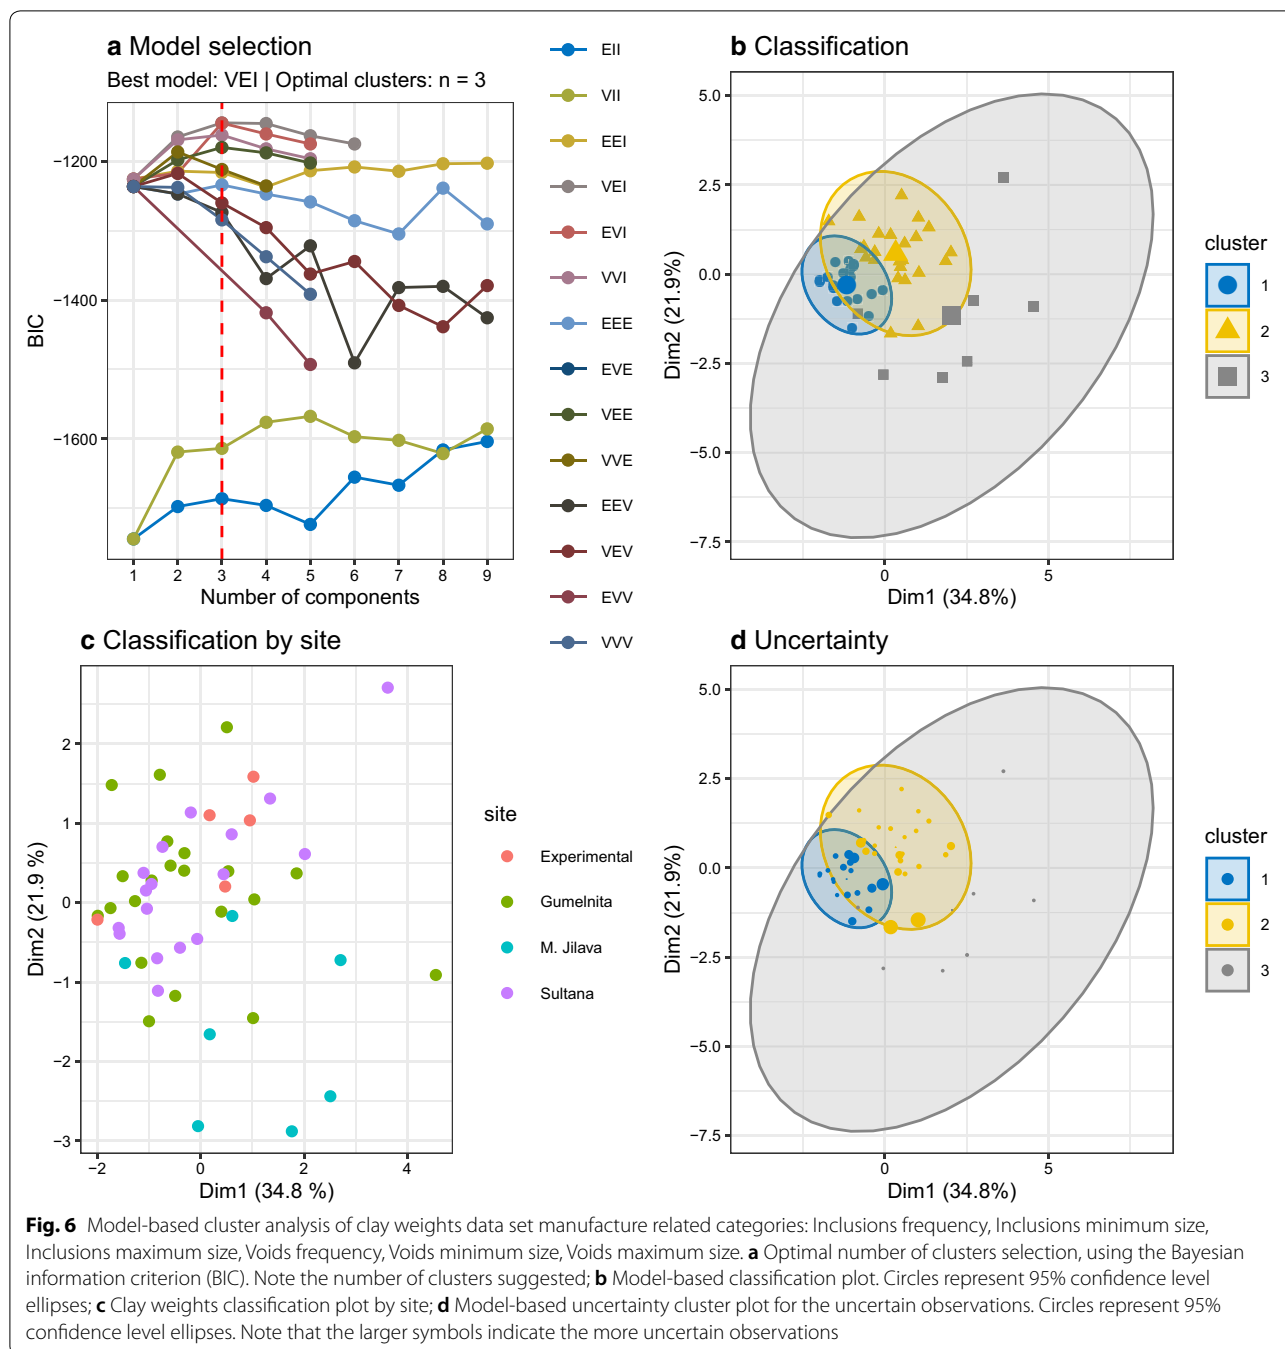 a Model selection
Best model: VEI | Optimal clusters: n = 3
−1200
−1400
−1600
BIC
1 2 3 4 5 6 7 8 9
Number of components
EII
VII
EEI
VEI
EVI
VVI
EEE
EVE
VEE
VVE
EEV
VEV
EVV
VVV
b Classification
5.0
2.5
0.0
−2.5
−5.0
−7.5
Dim2 (21.9%)
0 5
Dim1 (34.8%)
cluster
1
2
3
c Classification by site
2
1
0
−1
−2
−3
Dim2 (21.9 %)
−2 0 2 4
Dim1 (34.8 %)
site
Experimental
Gumelnita
M. Jilava
Sultana
d Uncertainty
5.0
2.5
0.0
−2.5
−5.0
−7.5
Dim2 (21.9%)
0 5
Dim1 (34.8%)
cluster
1
2
3
Fig. 6 Model-based cluster analysis of clay weights data set manufacture related categories: Inclusions frequency, Inclusions minimum size,
Inclusions maximum size, Voids frequency, Voids minimum size, Voids maximum size. a Optimal number of clusters selection, using the Bayesian
information criterion (BIC). Note the number of clusters suggested; b Model-based classification plot. Circles represent 95% confidence level
ellipses; c Clay weights classification plot by site; d Model-based uncertainty cluster plot for the uncertain observations. Circles represent 95%
confidence level ellipses. Note that the larger symbols indicate the more uncertain observations